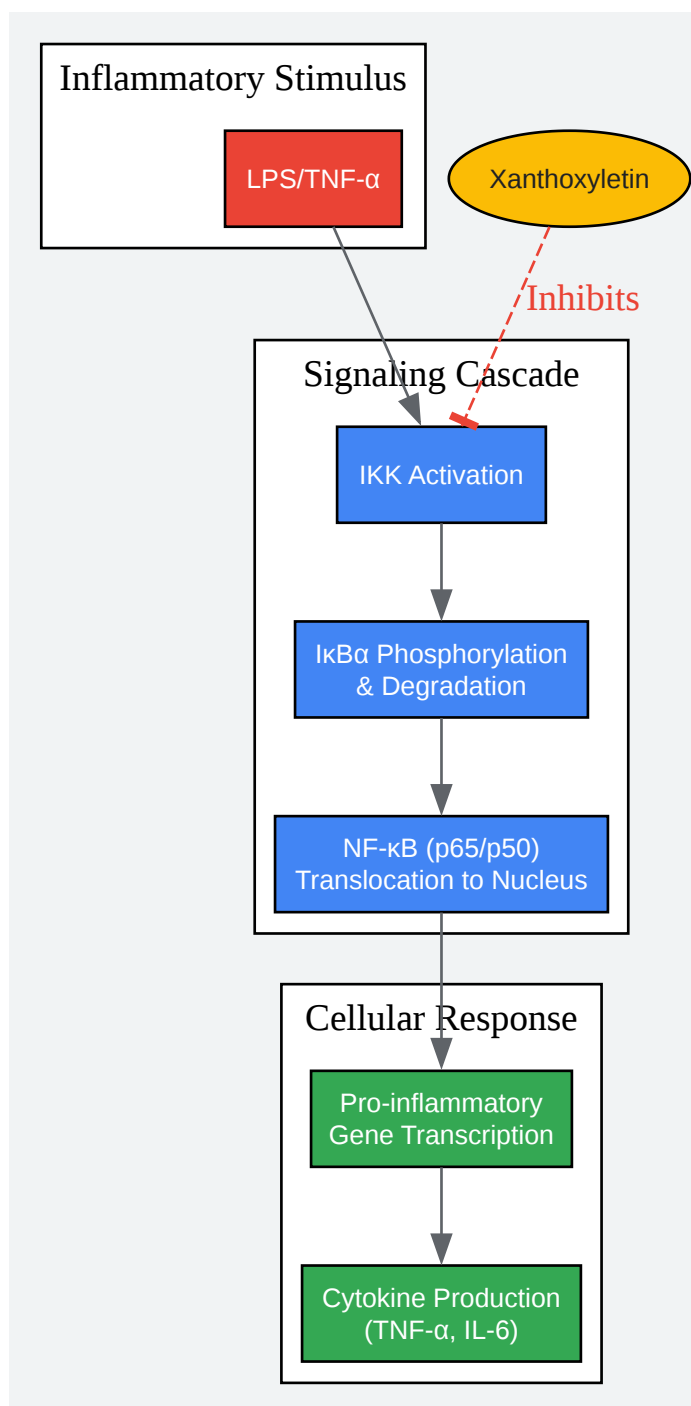 Inflammatory Stimulus
LPS/TNF-α
Xanthoxyletin
Inhibits
Signaling Cascade
IKK Activation
IκBα Phosphorylation
& Degradation
NF-κB (p65/p50)
Translocation to Nucleus
Cellular Response
Pro-inflammatory
Gene Transcription
Cytokine Production
(TNF-α, IL-6)